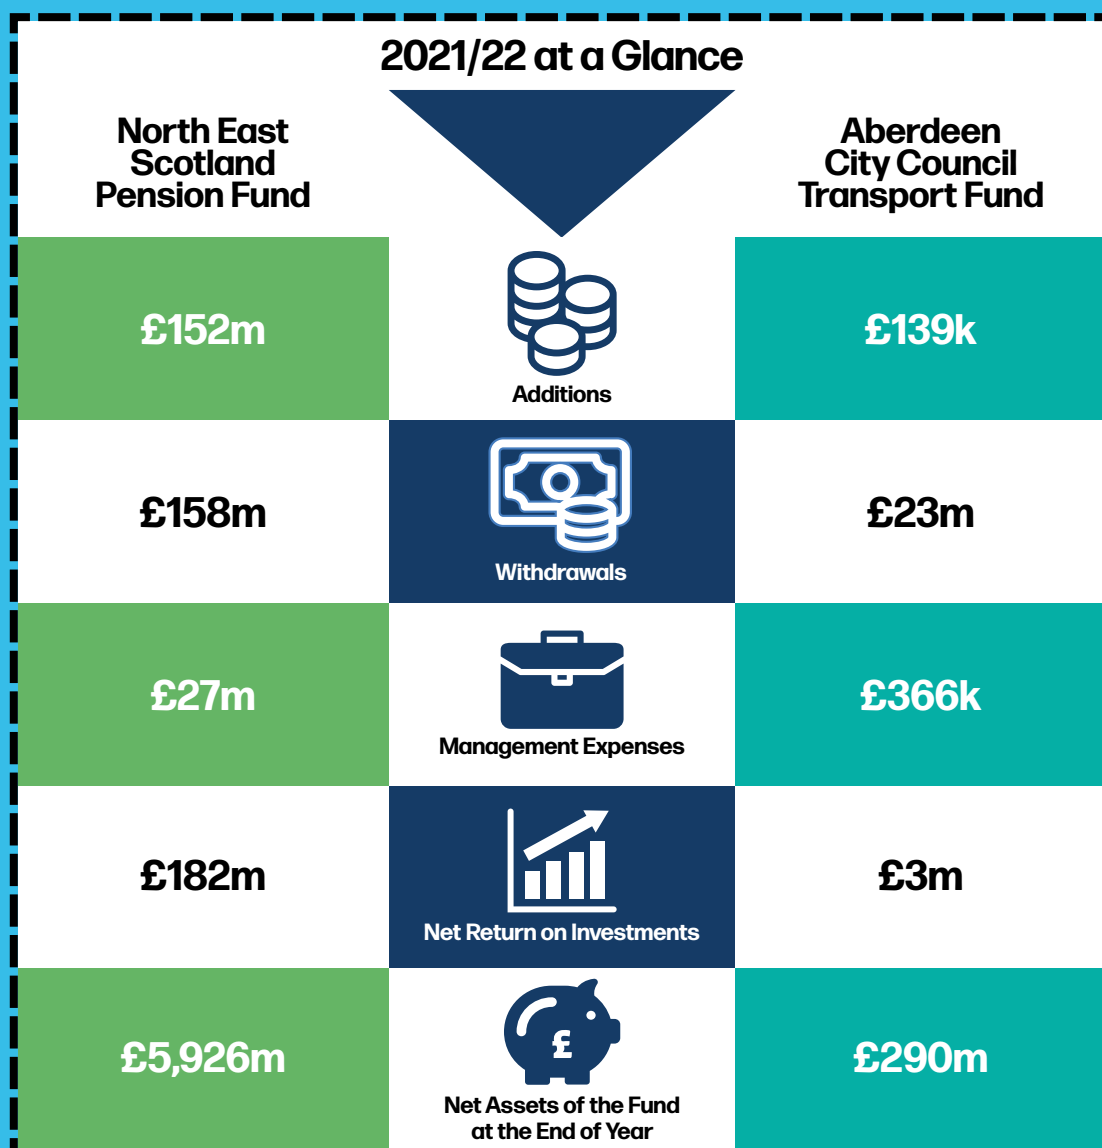 2021/22 at a Glance
North East
Scotland
Pension Fund
Aberdeen
City Council
Transport Fund
£152m
Additions
£139k
£158m
Withdrawals
£23m
£27m
Management Expenses
£366k
£182m
Net Return on Investments
£3m
£5,926m
£
Net Assets of the Fund
at the End of Year
£290m